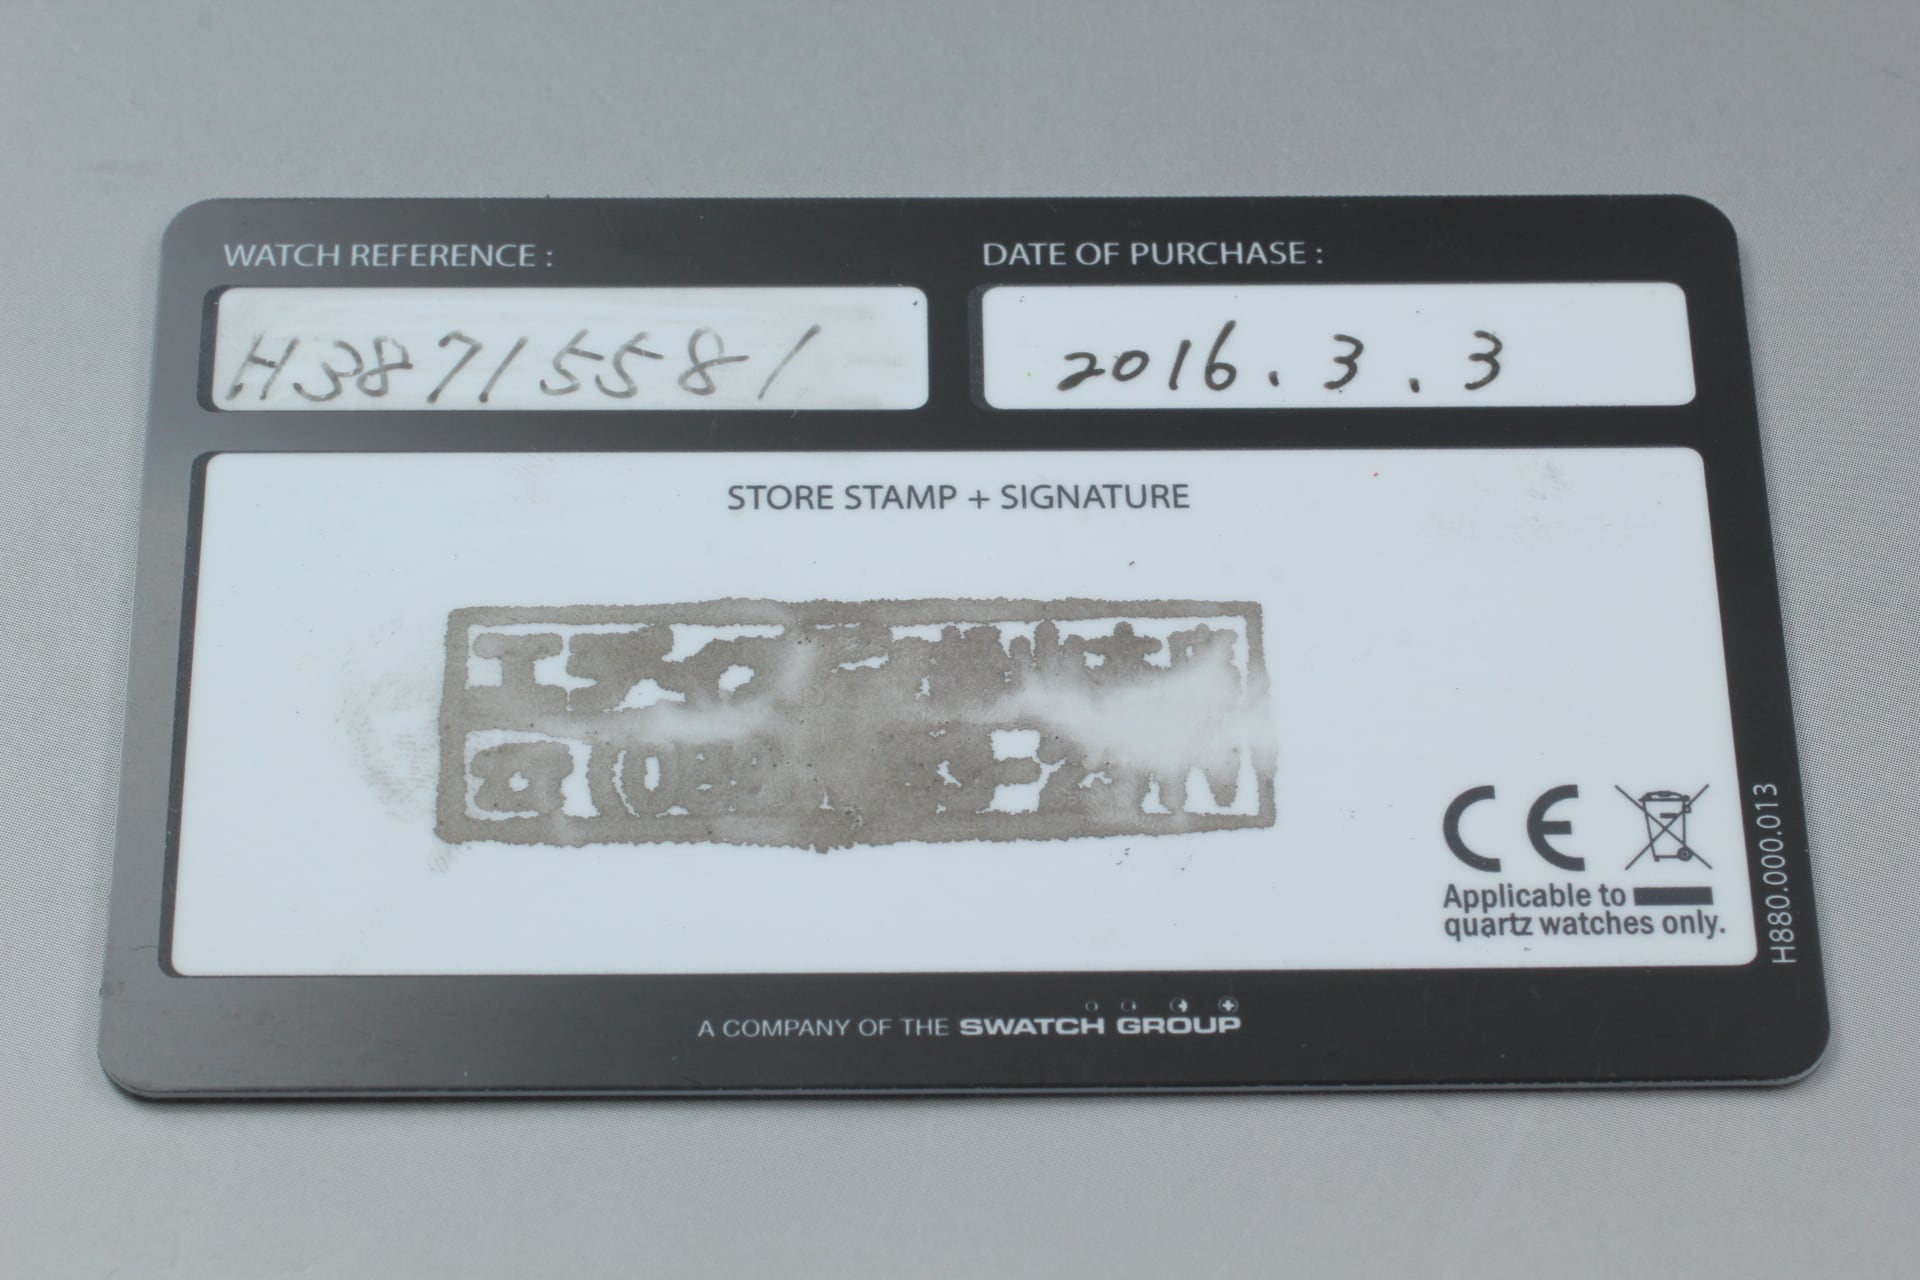 WATCH REFERENCE :
H38715581
DATE OF PURCHASE :
2016.3.3
STORE STAMP + SIGNATURE
CE
Applicable to
quartz watches only.
H880.000.013
A COMPANY OF THE SWATCH GROUP